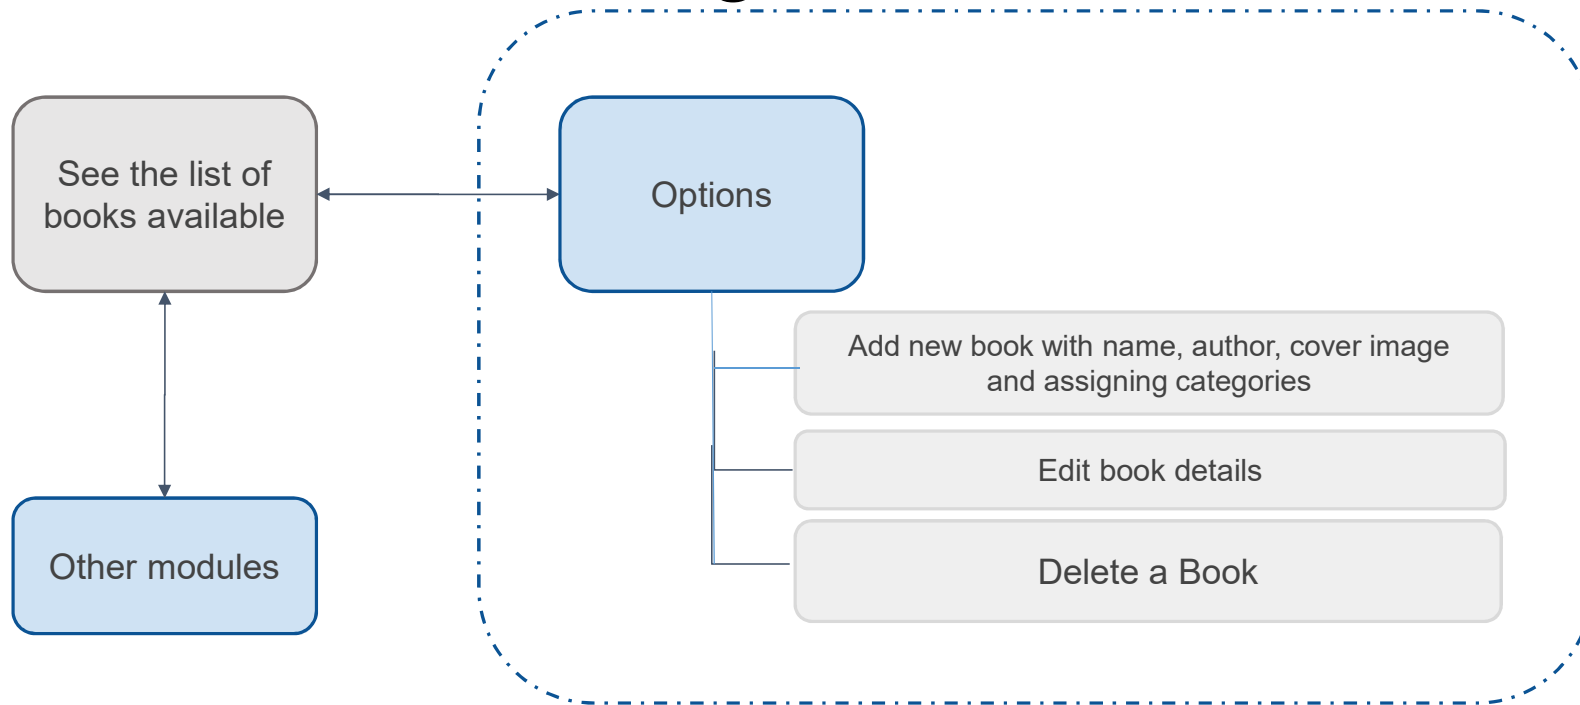 See the list of
books available
Options
Add new book with name, author, cover image
and assigning categories
Edit book details
Other modules
Delete a Book